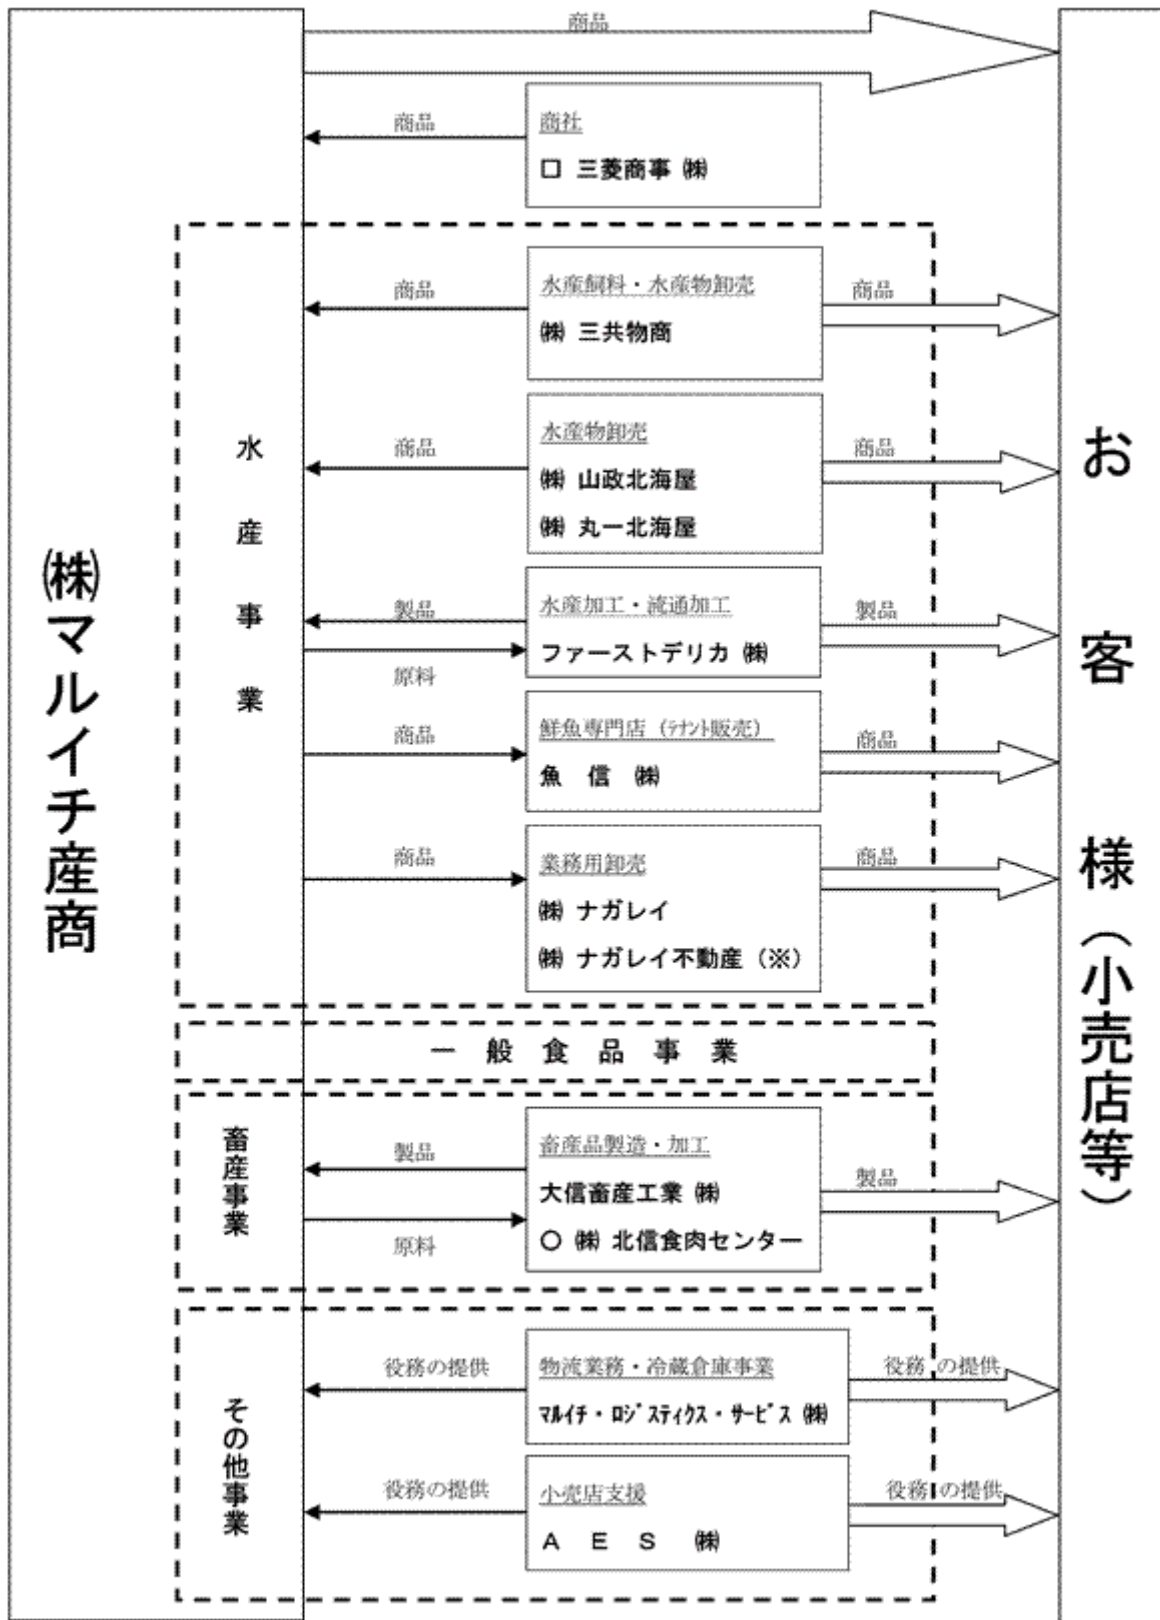 ㈱マルイチ産商
商品
商品
商社
□ 三菱商事 ㈱
水産事業
商品
水産飼料・水産物卸売
㈱ 三共物商
商品
商品
水産物卸売
㈱ 山政北海屋
㈱ 丸一北海屋
商品
製品
原料
水産加工・流通加工
ファーストデリカ ㈱
製品
商品
鮮魚専門店（ﾃﾅﾝﾄ販売）
魚 信 ㈱
商品
商品
業務用卸売
㈱ ナガレイ
㈱ ナガレイ不動産（※）
商品
一般食品事業
畜産事業
製品
原料
畜産品製造・加工
大信畜産工業 ㈱
○ ㈱ 北信食肉センター
製品
その他事業
役務の提供
物流業務・冷蔵倉庫事業
ﾏﾙｲﾁ・ﾛｼﾞｽﾃｨｸｽ・ｻｰﾋﾞｽ ㈱
役務の提供
役務の提供
小売店支援
Ａ Ｅ Ｓ ㈱
役務の提供
お客様（小売店等）